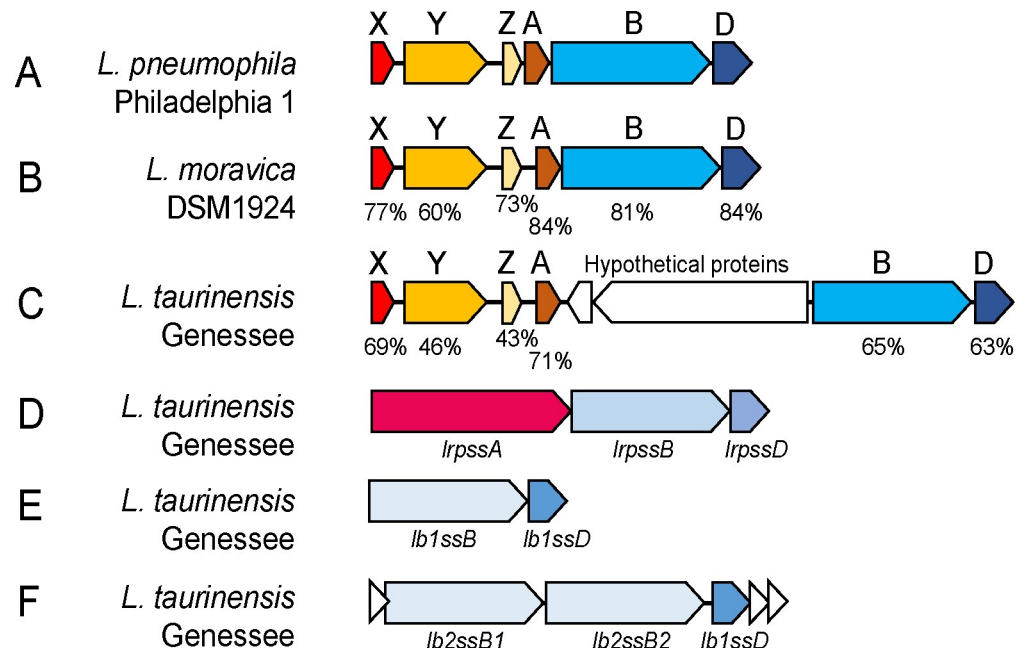 X Y Z A B D
A L. pneumophila
Philadelphia 1
X Y Z A B D
B L. moravica
DSM1924
77% 60% 73% 84% 81% 84%
X Y Z A Hypothetical proteins B D
C L. taurinensis
Genessee
69% 46% 43% 71% 65% 63%
D L. taurinensis
Genessee
lrpssA lrpssB lrpssD
E L. taurinensis
Genessee
lb1ssB lb1ssD
F L. taurinensis
Genessee
lb2ssB1 lb2ssB2 lb1ssD